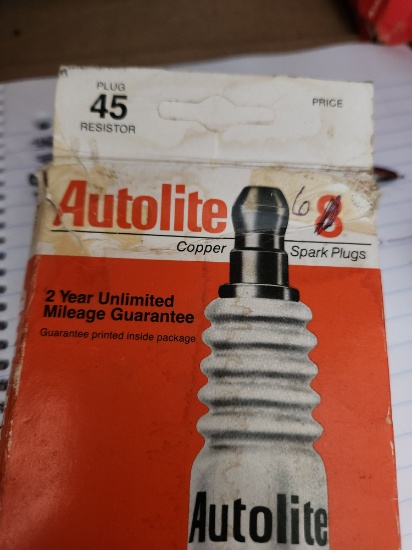 PLUG
45
RESISTOR
PRICE
Autolite 6 8
Copper Spark Plugs
2 Year Unlimited
Mileage Guarantee
Guarantee printed inside package
Autolite